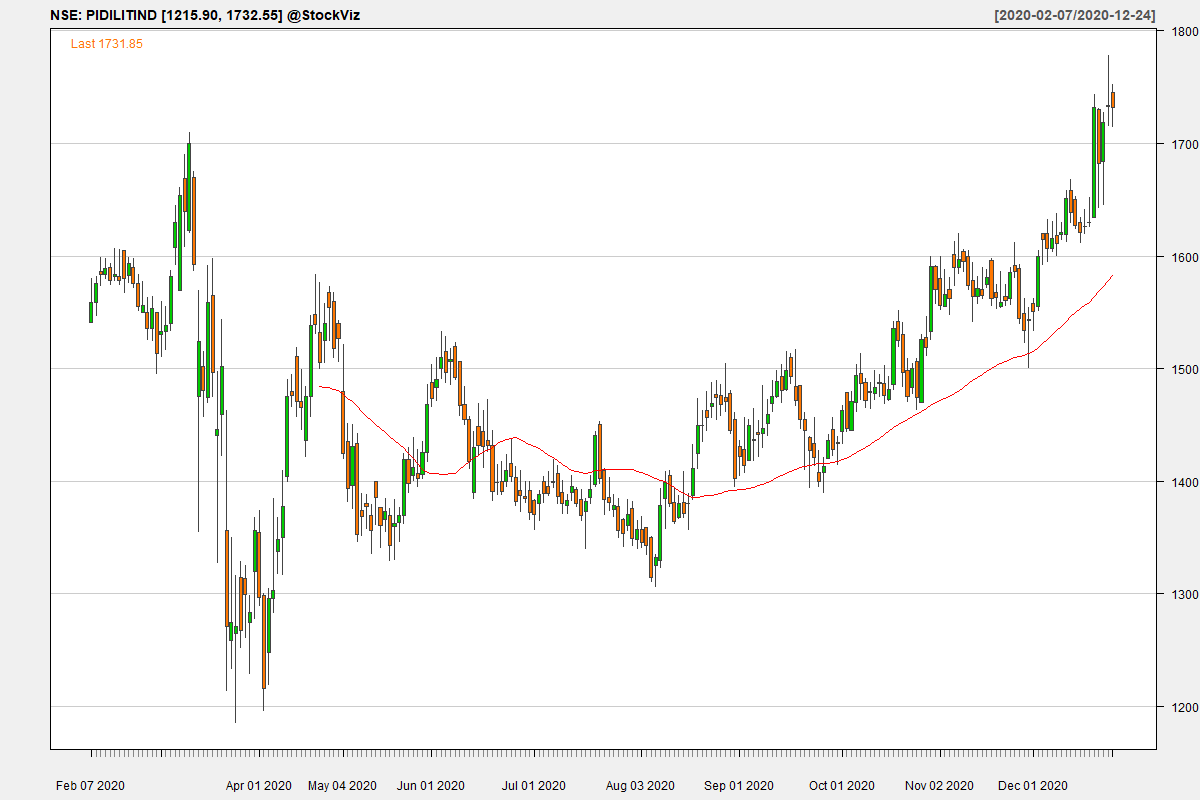 NSE: PIDILITIND [1215.90, 1732.55] @StockViz [2020-02-07/2020-12-24]
Last 1731.85
1800
1700
1600
1500
1400
1300
1200
Feb 07 2020 Apr 01 2020 May 04 2020 Jun 01 2020 Jul 01 2020 Aug 03 2020 Sep 01 2020 Oct 01 2020 Nov 02 2020 Dec 01 2020